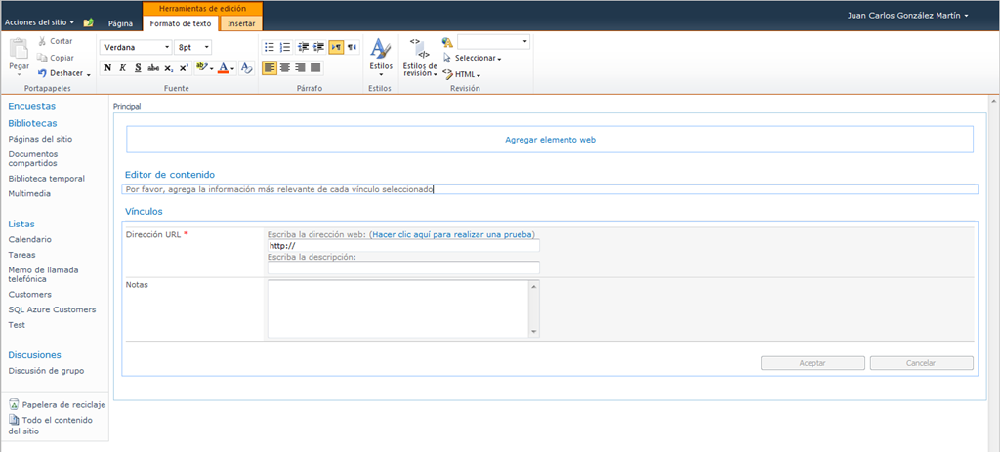 Herramientas de edición
Acciones del sitio
Página
Formato de texto
Insertar
Juan Carlos González Martín
Pegar
Cortar
Copiar
Deshacer
Portapapeles
Verdana
8pt
N K S abc x₂ x²
ab
A
A
Fuente
Párrafo
Estilos
Estilos
Estilos de
revisión
Seleccionar
HTML
Revisión
Encuestas
Bibliotecas
Páginas del sitio
Documentos
compartidos
Biblioteca temporal
Multimedia
Listas
Calendario
Tareas
Memo de llamada
telefónica
Customers
SQL Azure Customers
Test
Discusiones
Discusión de grupo
Papelera de reciclaje
Todo el contenido
del sitio
Principal
Agregar elemento web
Editor de contenido
Por favor, agrega la información más relevante de cada vínculo seleccionado
Vínculos
Dirección URL *
Escriba la dirección web: (Hacer clic aquí para realizar una prueba)
http://
Escriba la descripción:
Notas
Aceptar
Cancelar